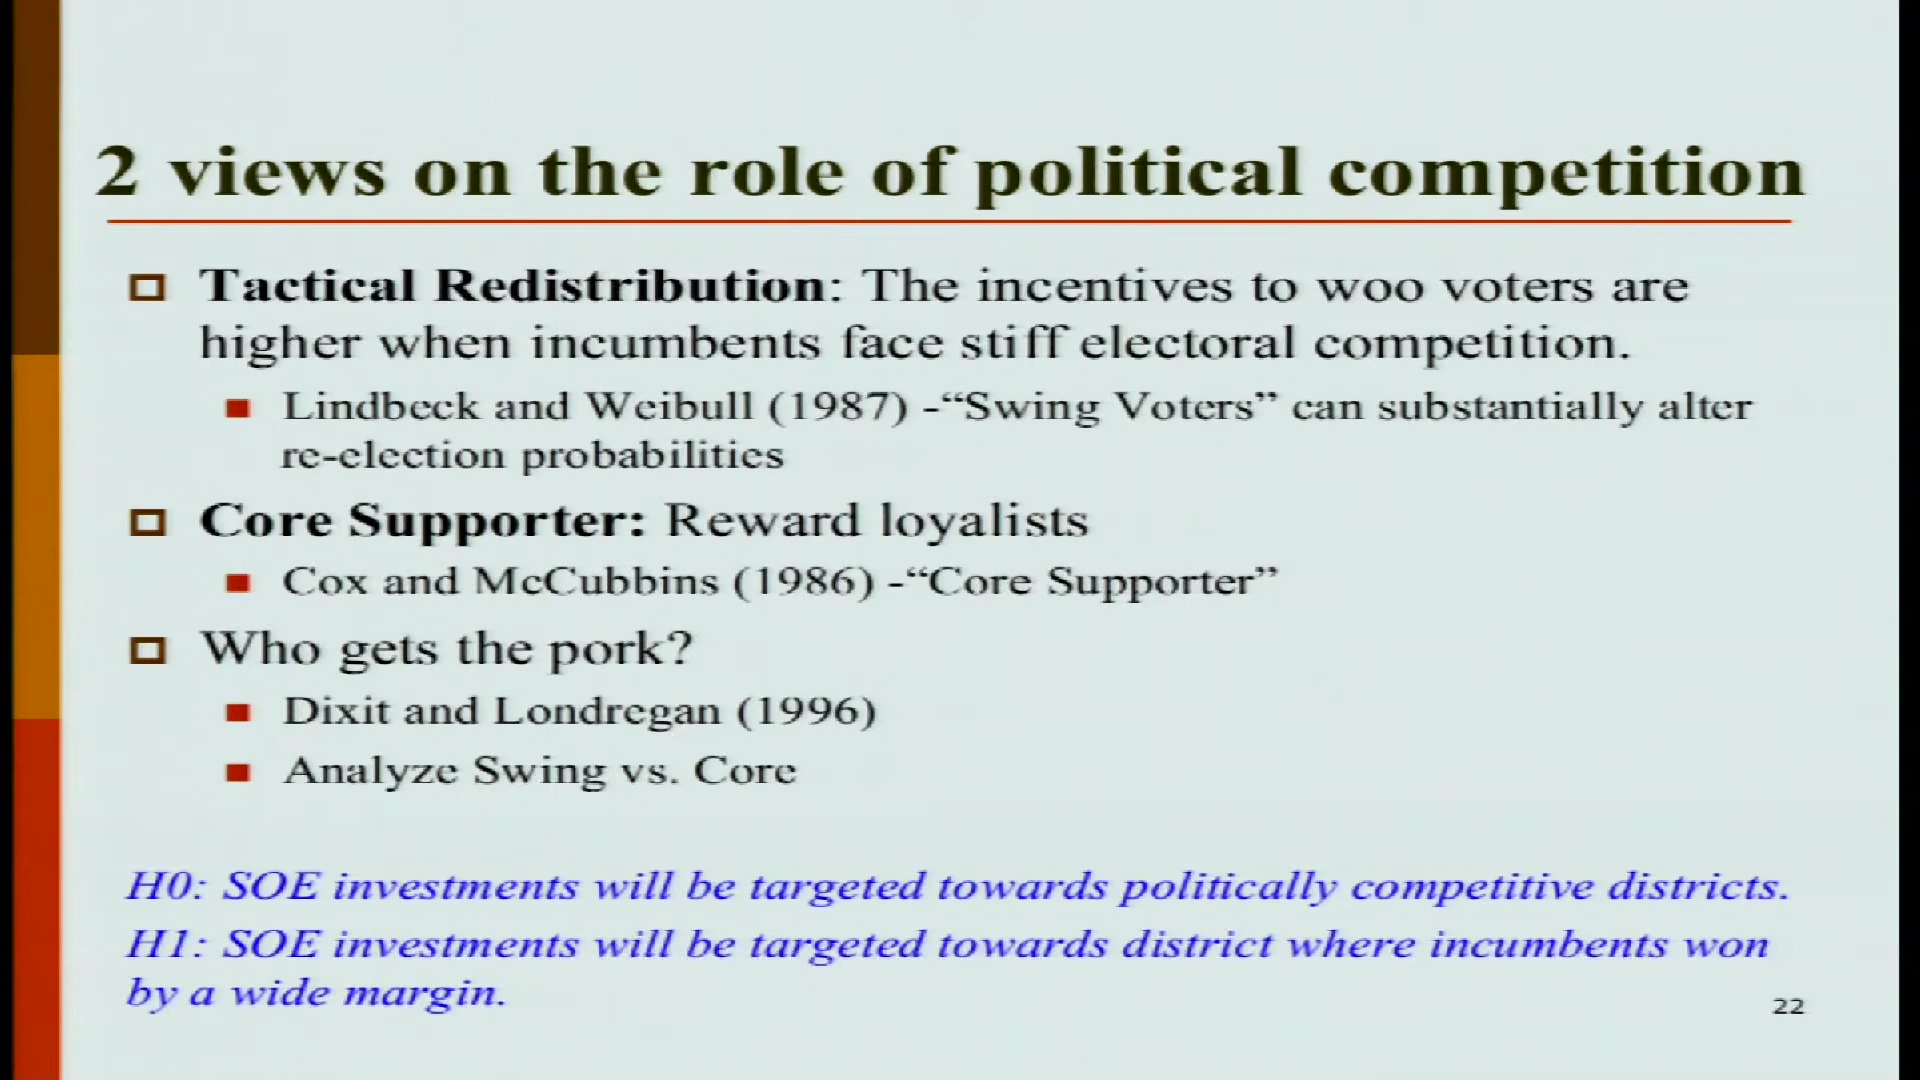 2 views on the role of political competition
Tactical Redistribution: The incentives to woo voters are
higher when incumbents face stiff electoral competition.
Lindbeck and Weibull (1987) -“Swing Voters” can substantially alter
re-election probabilities
Core Supporter: Reward loyalists
Cox and McCubbins (1986) -“Core Supporter”
Who gets the pork?
Dixit and Londregan (1996)
Analyze Swing vs. Core
H0: SOE investments will be targeted towards politically competitive districts.
H1: SOE investments will be targeted towards district where incumbents won
by a wide margin.
22